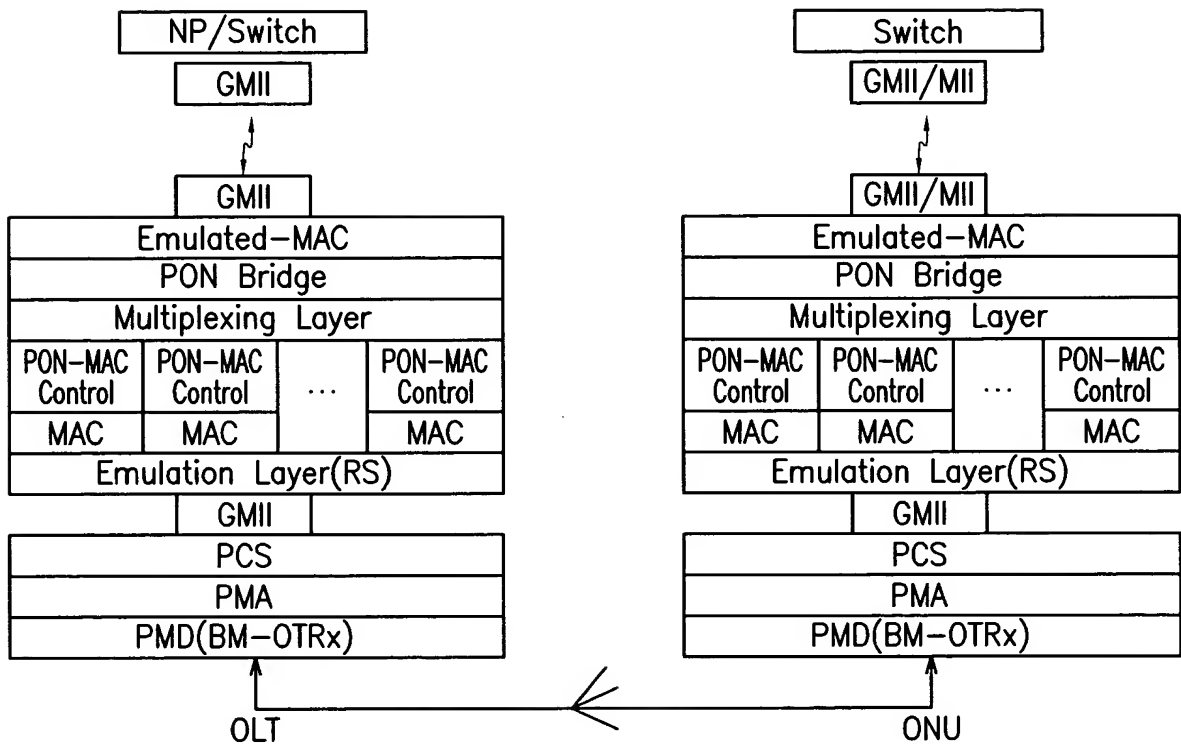 NP/Switch
GMII
GMII
Emulated-MAC
PON Bridge
Multiplexing Layer
PON-MAC Control
PON-MAC Control
...
PON-MAC Control
MAC
MAC
MAC
Emulation Layer(RS)
GMII
PCS
PMA
PMD(BM-OTRx)
OLT
Switch
GMII/MII
GMII/MII
Emulated-MAC
PON Bridge
Multiplexing Layer
PON-MAC Control
PON-MAC Control
...
PON-MAC Control
MAC
MAC
MAC
Emulation Layer(RS)
GMII
PCS
PMA
PMD(BM-OTRx)
ONU